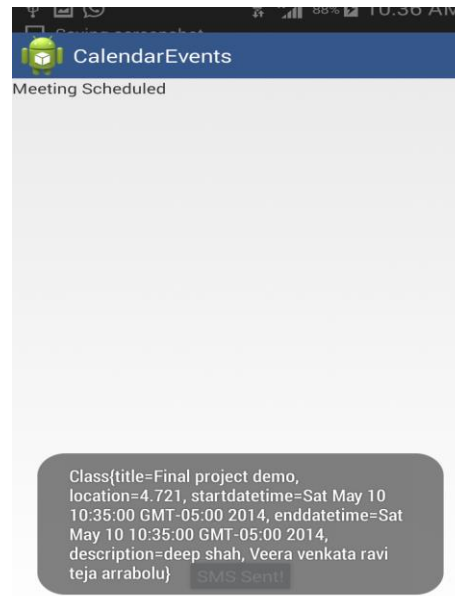 88% 10:36 AM
Saving screenshot
CalendarEvents
Meeting Scheduled
Class{title=Final project demo,
location=4.721, startdatetime=Sat May 10
10:35:00 GMT-05:00 2014, enddatetime=Sat
May 10 10:35:00 GMT-05:00 2014,
description=deep shah, Veera venkata ravi
teja arrabolu}
SMS Sent!